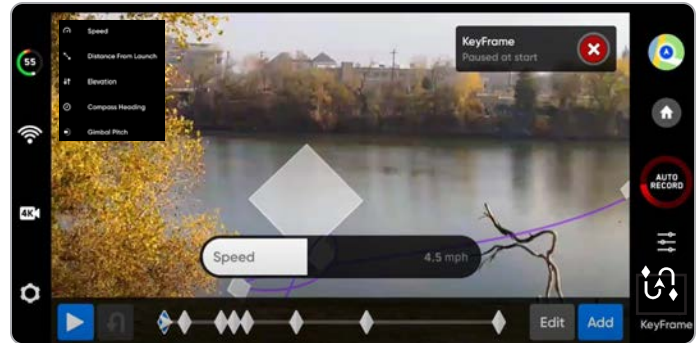 55
4K
Speed
Distance From Launch
Elevation
Compass Heading
Gimbal Pitch
KeyFrame
Paused at start
Speed
4.5 mph
Edit
Add
AUTO
RECORD
KeyFrame